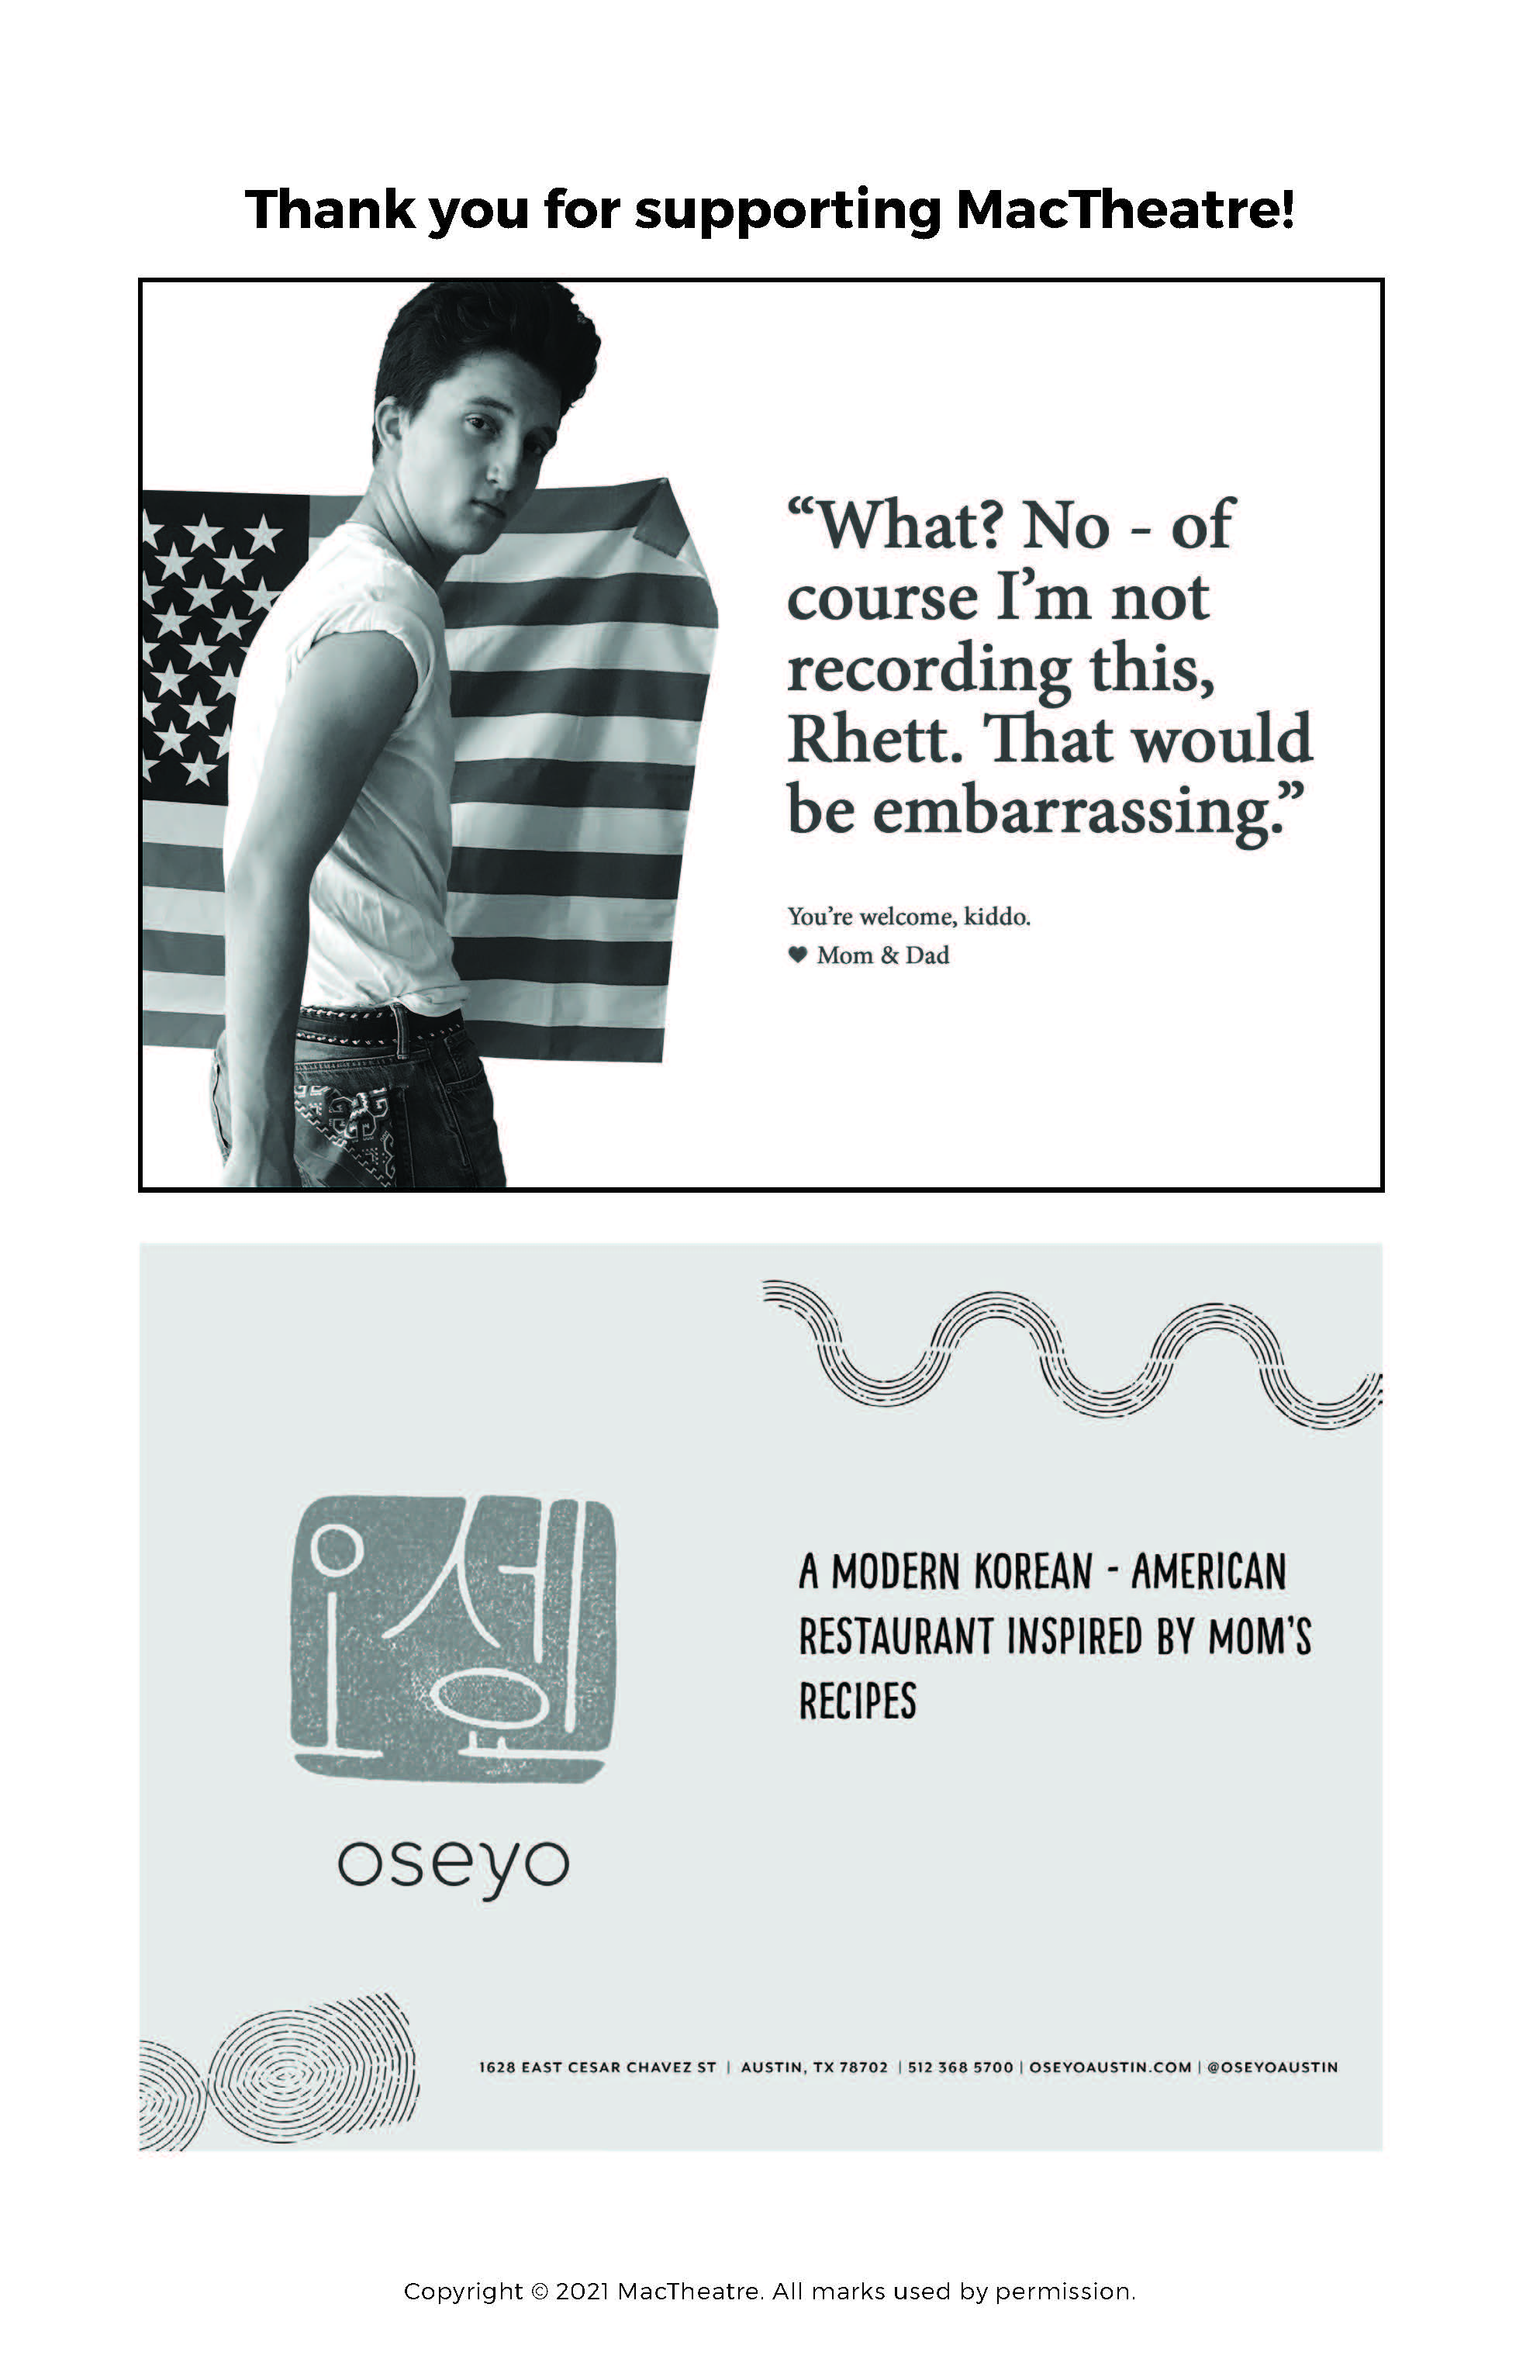 Thank you for supporting MacTheatre!
“What? No - of
course I’m not
recording this,
Rhett. That would
be embarrassing.”
You’re welcome, kiddo.
♥ Mom & Dad
오세요
oseyo
A MODERN KOREAN - AMERICAN
RESTAURANT INSPIRED BY MOM’S
RECIPES
1628 EAST CESAR CHAVEZ ST | AUSTIN, TX 78702 | 512 368 5700 | OSEYOAUSTIN.COM | @OSEYOAUSTIN
Copyright © 2021 MacTheatre. All marks used by permission.